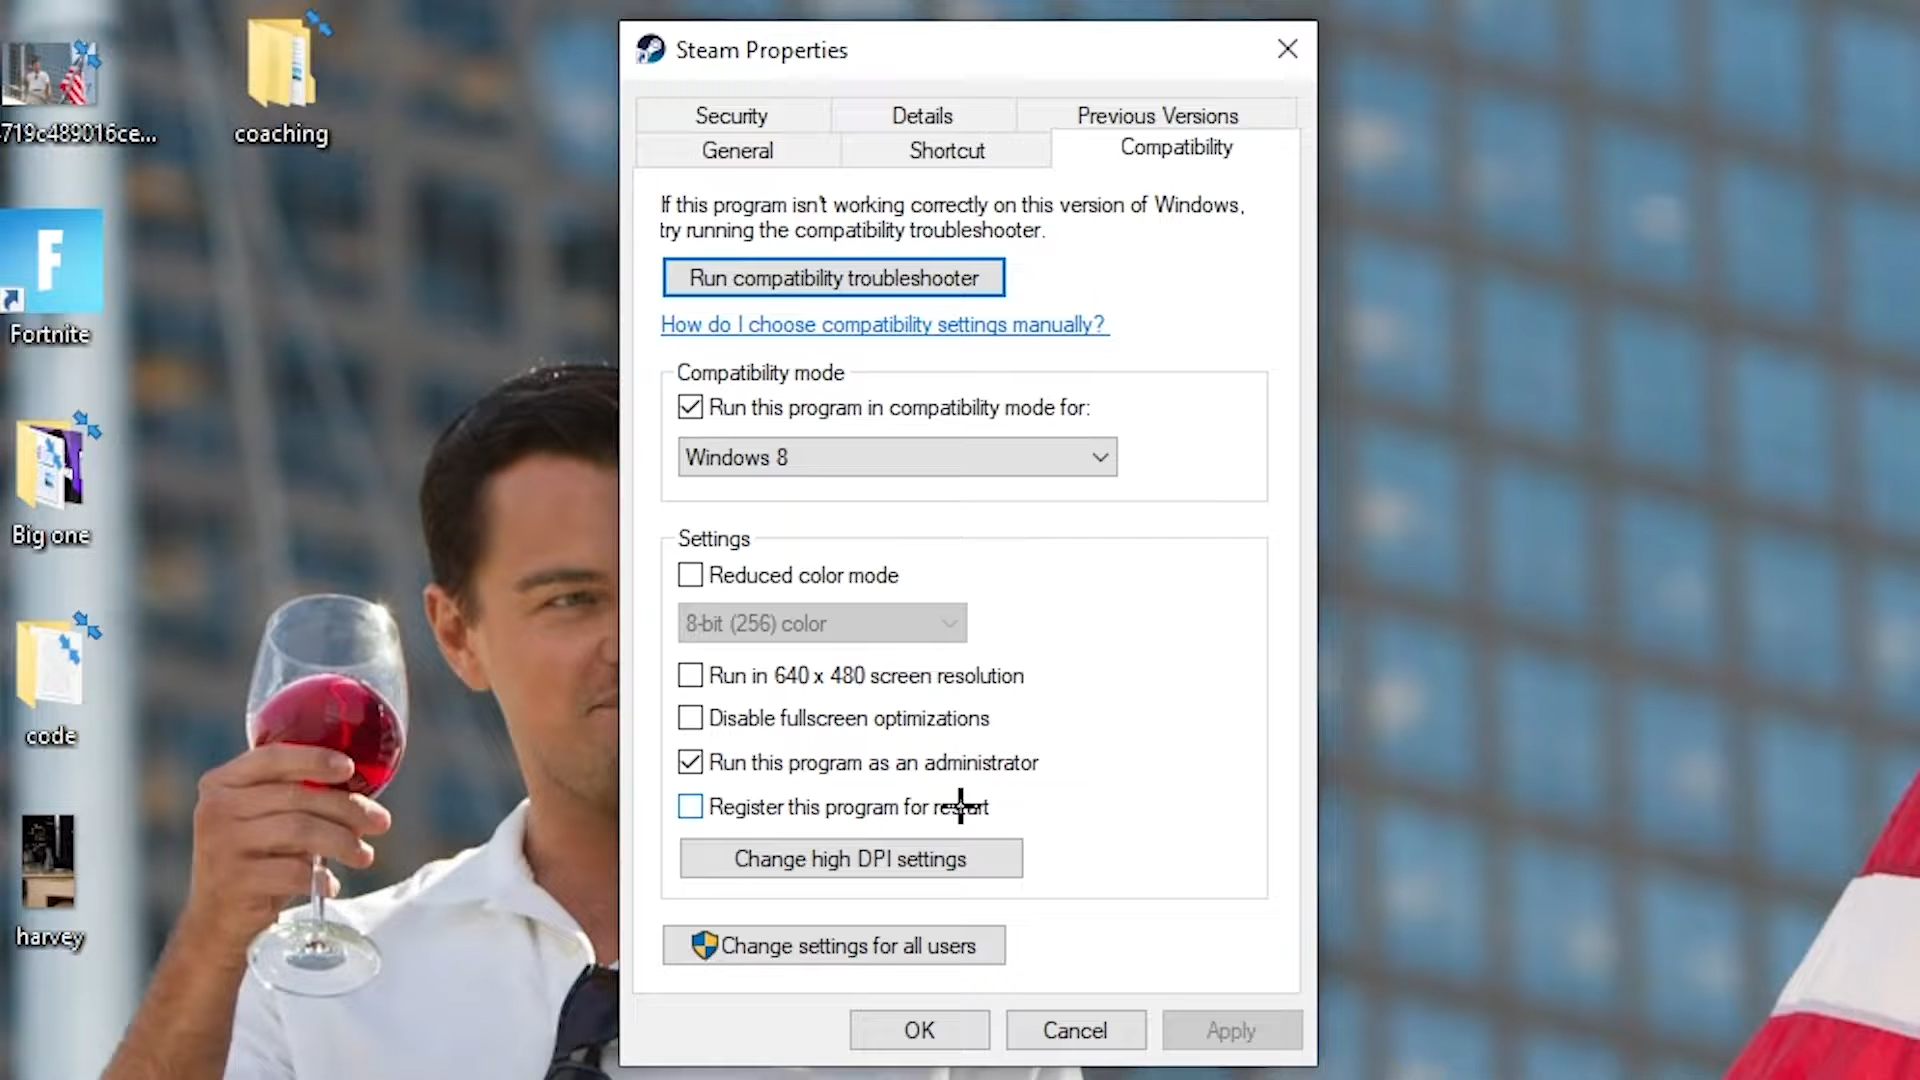 719c489016ce...
coaching
Fortnite
Big one
code
harvey
Steam Properties
Security
Details
Previous Versions
General
Shortcut
Compatibility
If this program isn't working correctly on this version of Windows,
try running the compatibility troubleshooter.
Run compatibility troubleshooter
How do I choose compatibility settings manually?
Compatibility mode
Run this program in compatibility mode for:
Windows 8
Settings
Reduced color mode
8-bit (256) color
Run in 640 x 480 screen resolution
Disable fullscreen optimizations
Run this program as an administrator
Register this program for restart
Change high DPI settings
Change settings for all users
OK
Cancel
Apply